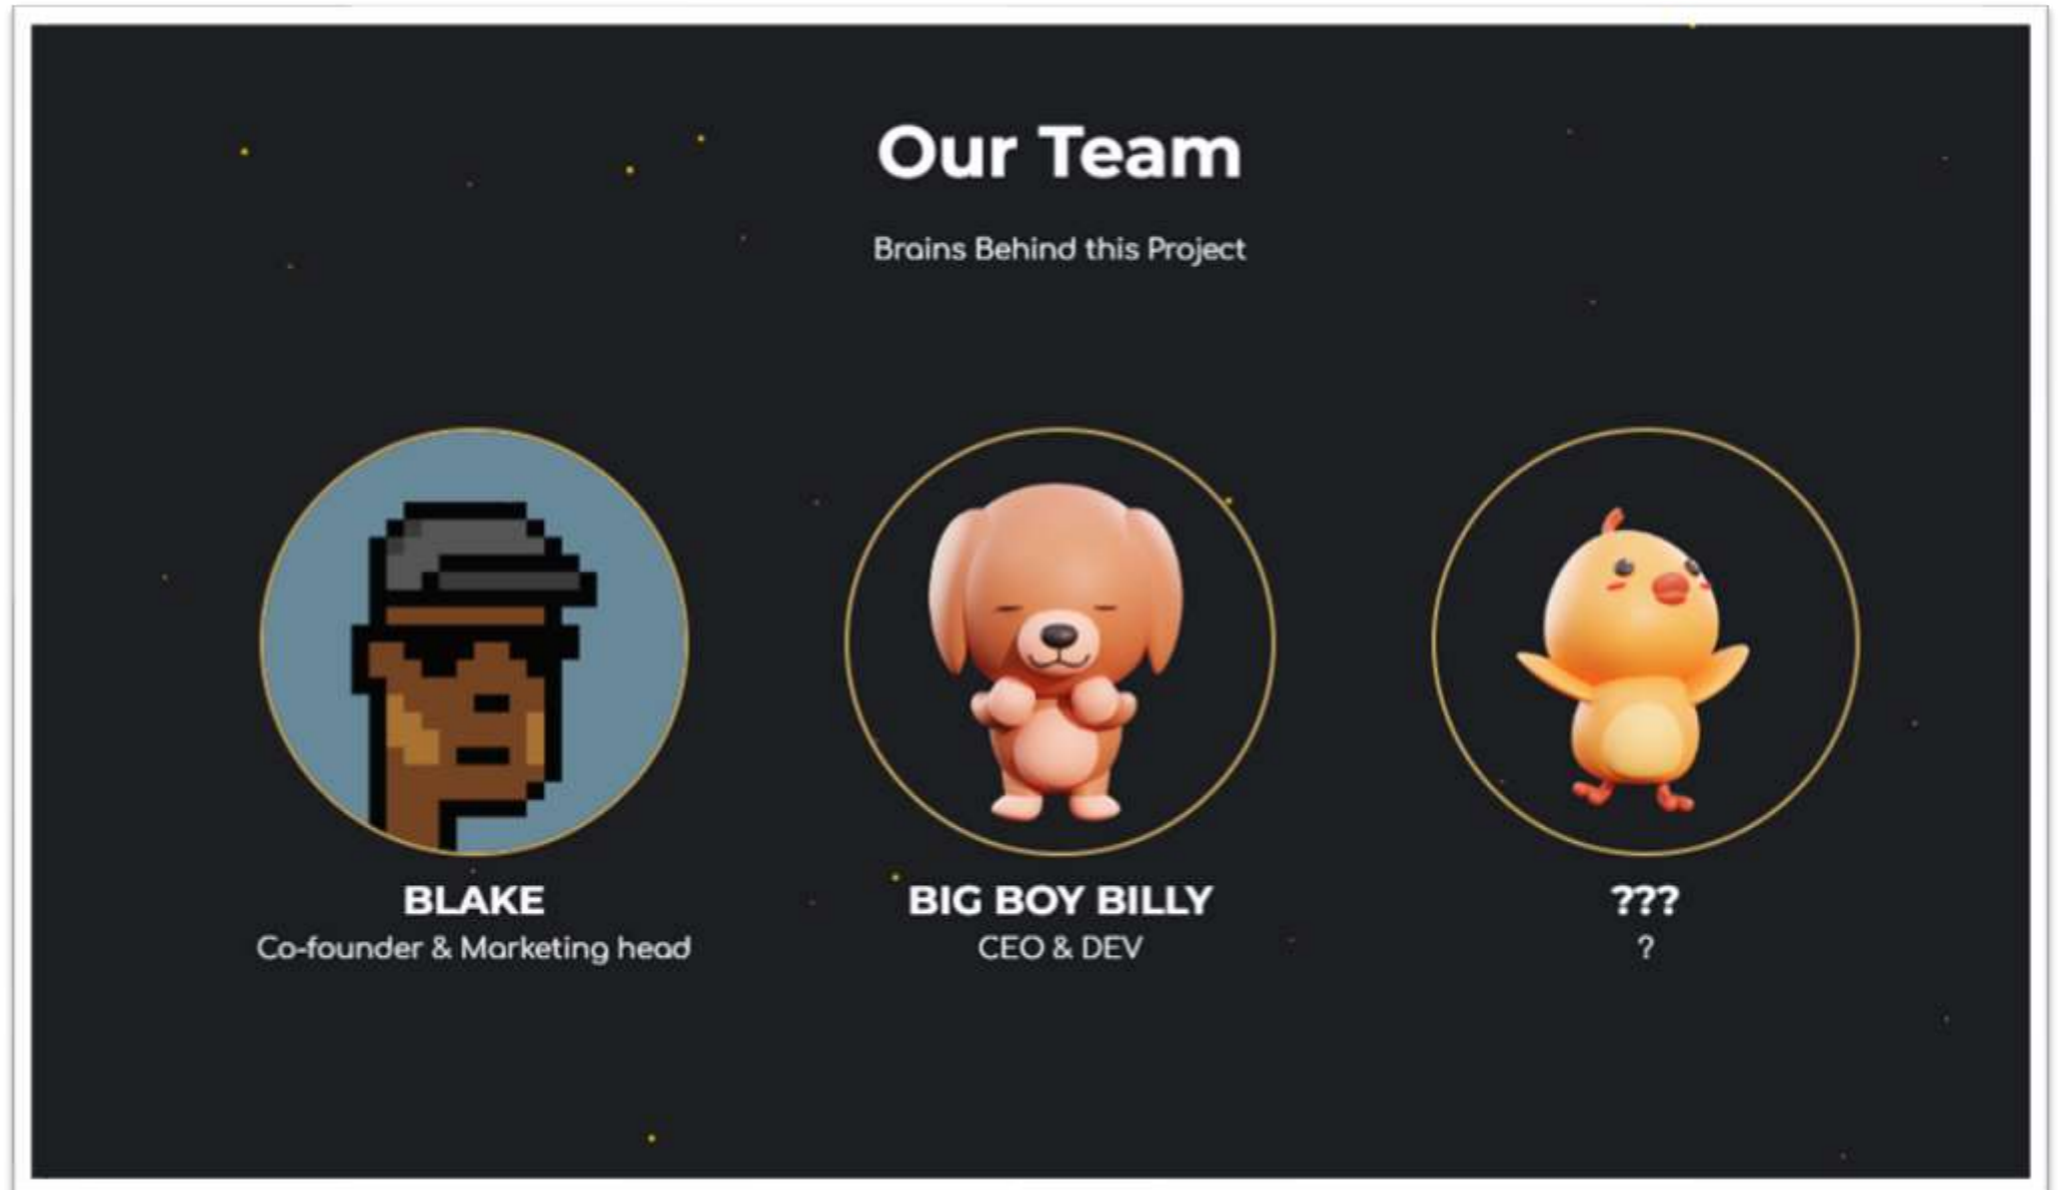 Our Team
Brains Behind this Project
BLAKE
Co-founder & Marketing head
BIG BOY BILLY
CEO & DEV
???
?